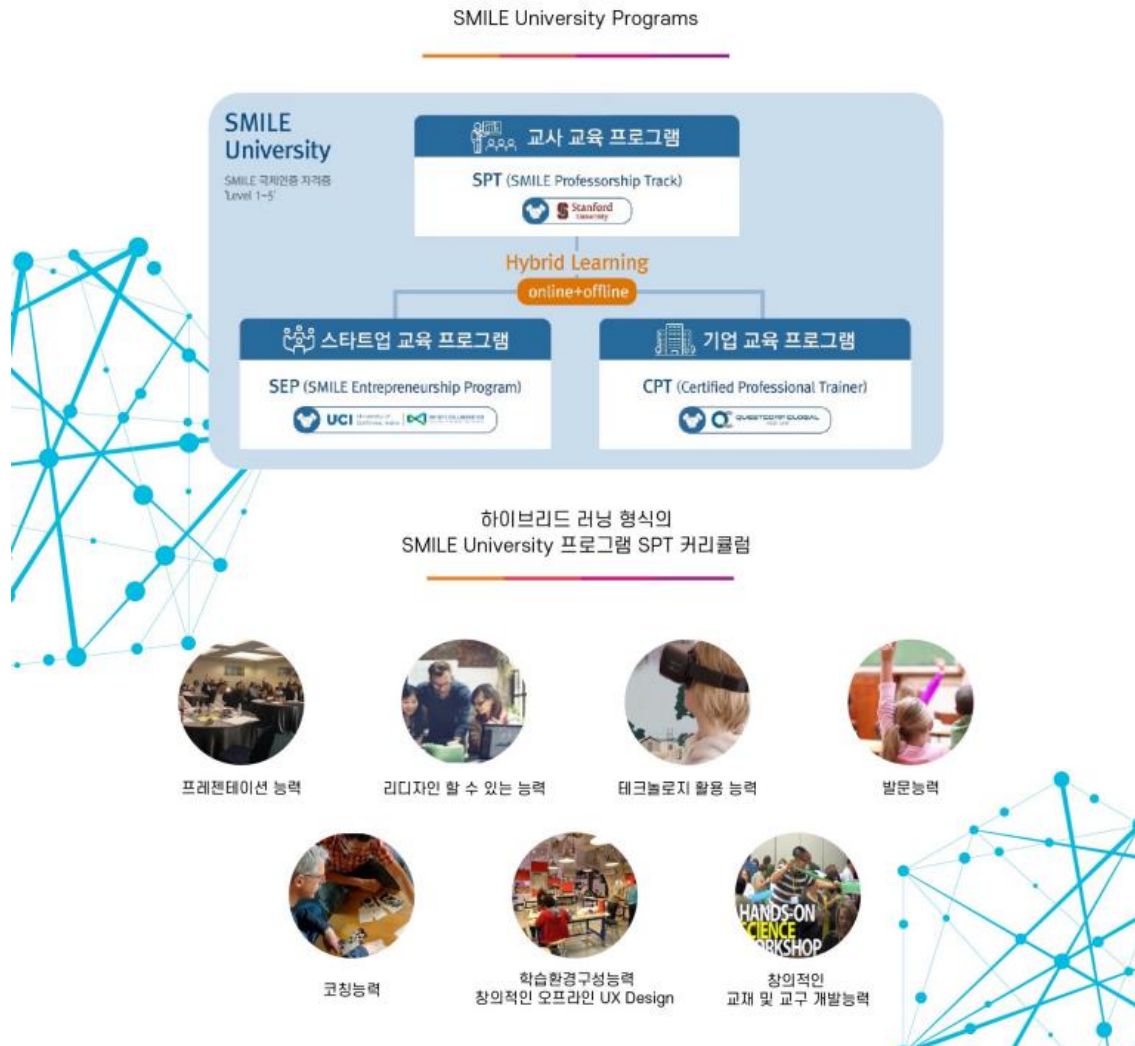 SMILE University Programs
SMILE
University
SMILE 국제인증 자격증
'Level 1~5'
교사 교육 프로그램
SPT (SMILE Professorship Track)
Stanford
University
Hybrid Learning
online+offline
스타트업 교육 프로그램
SEP (SMILE Entrepreneurship Program)
UCI University of
California, Irvine
기업 교육 프로그램
CPT (Certified Professional Trainer)
QUESTCOMP GLOBAL
하이브리드 러닝 형식의
SMILE University 프로그램 SPT 커리큘럼
프레젠테이션 능력
리디자인 할 수 있는 능력
테크놀로지 활용 능력
발문능력
HANDS-ON
SCIENCE
WORKSHOP
코칭능력
학습환경구성능력
창의적인 오프라인 UX Design
창의적인
교재 및 교구 개발능력